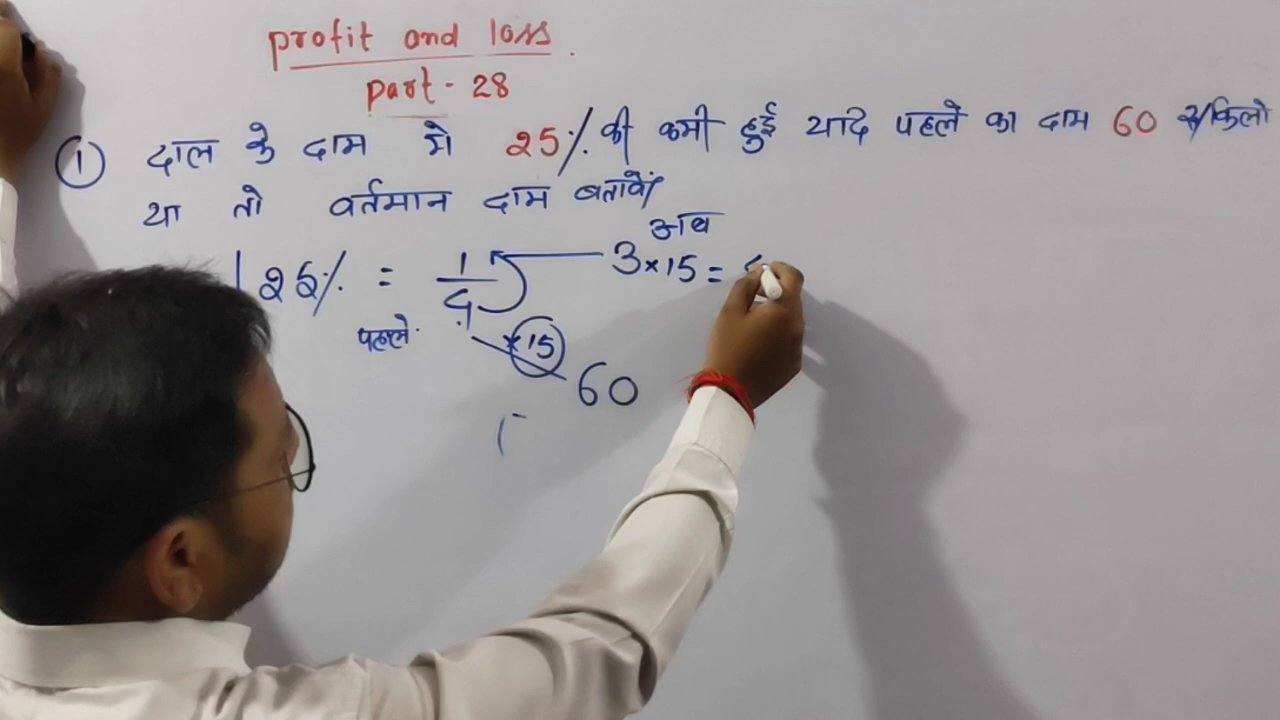 profit and loss
part - 28
① दाल के दाम मे 25% की कमी हुई यदि पहले का दाम 60 रु/किलो
था तो वर्तमान दाम बतावें
25% = 1/4
अब
3×15 =
पहले
×15
60